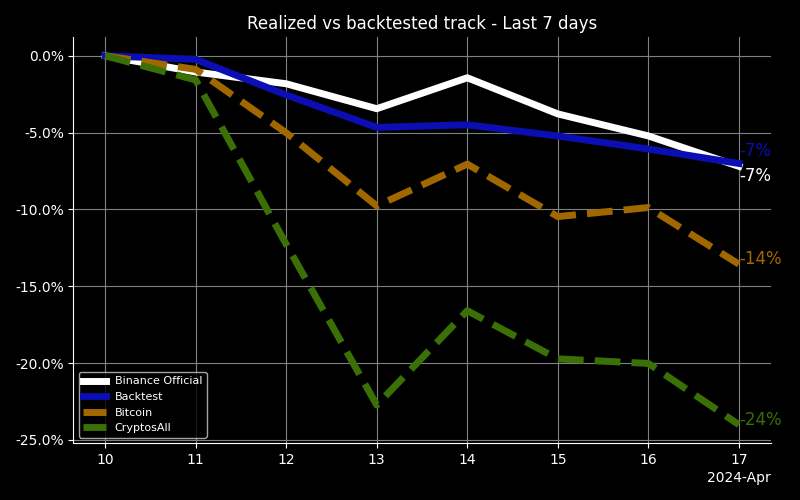 Realized vs backtested track - Last 7 days
0.0%
-5.0%
-10.0%
-15.0%
-20.0%
-25.0%
-7%
-7%
-14%
-24%
Binance Official
Backtest
Bitcoin
CryptosAll
10 11 12 13 14 15 16 17
2024-Apr